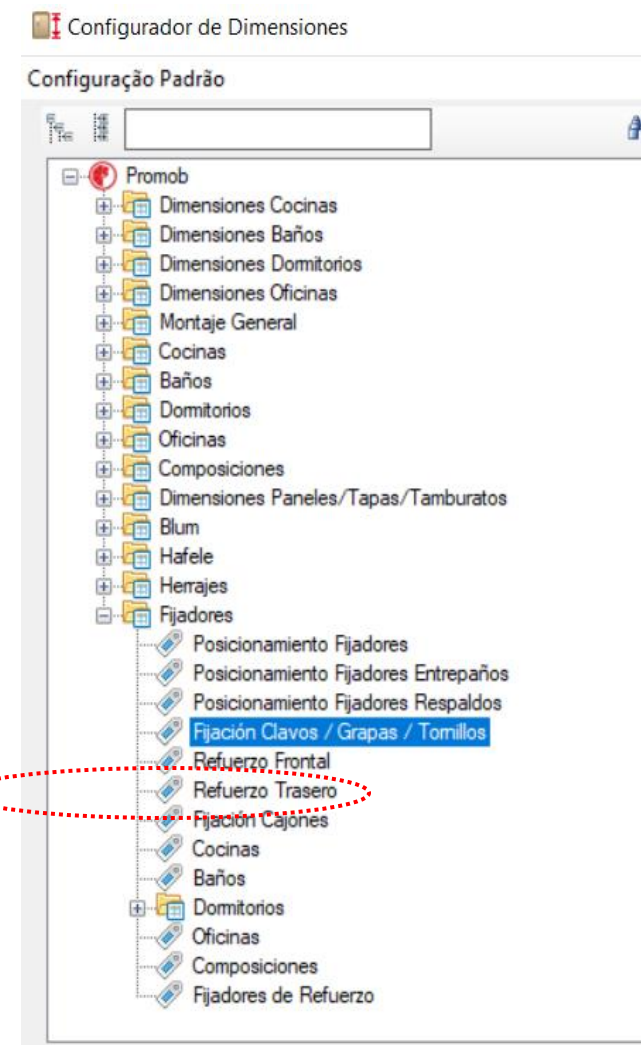 Configurador de Dimensiones
Configuração Padrão
Promob
Dimensiones Cocinas
Dimensiones Baños
Dimensiones Dormitorios
Dimensiones Oficinas
Montaje General
Cocinas
Baños
Dormitorios
Oficinas
Composiciones
Dimensiones Paneles/Tapas/Tamburatos
Blum
Hafele
Herrajes
Fijadores
Posicionamiento Fijadores
Posicionamiento Fijadores Entrepaños
Posicionamiento Fijadores Respaldos
Fijación Clavos / Grapas / Tornillos
Refuerzo Frontal
Refuerzo Trasero
Fijación Cajones
Cocinas
Baños
Dormitorios
Oficinas
Composiciones
Fijadores de Refuerzo